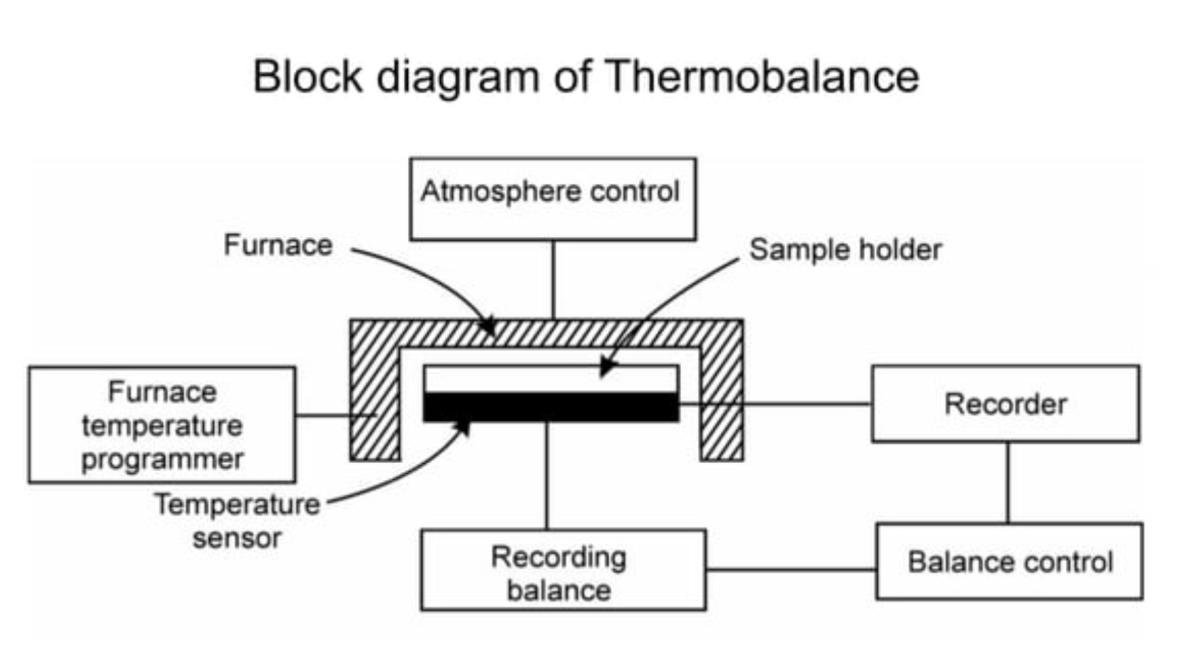 Block diagram of Thermobalance
Atmosphere control
Furnace
Sample holder
Furnace
temperature
programmer
Recorder
Temperature
sensor
Recording
balance
Balance control